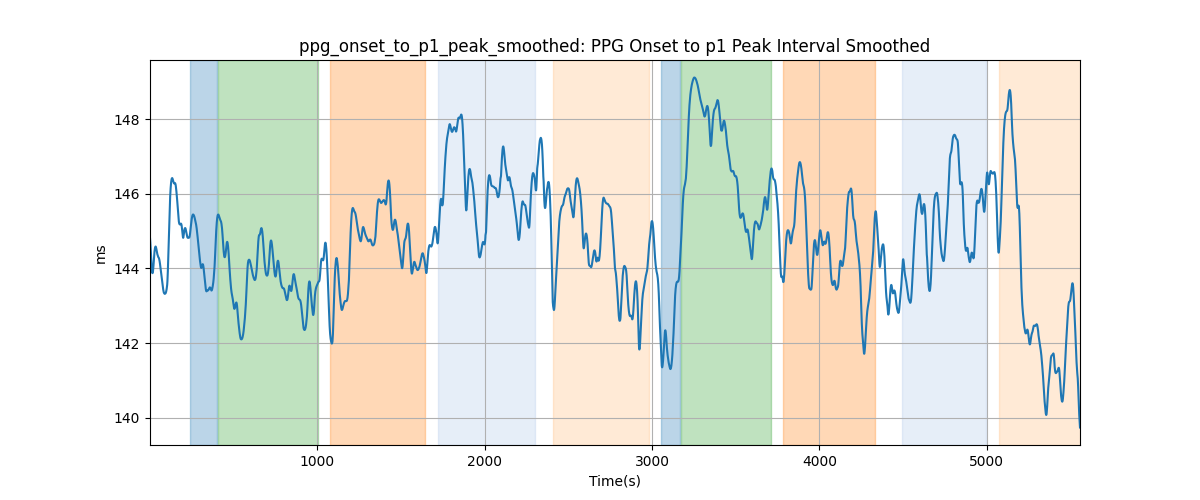 ppg_onset_to_p1_peak_smoothed: PPG Onset to p1 Peak Interval Smoothed
148
146
144
142
140
ms
1000 2000 3000 4000 5000
Time(s)